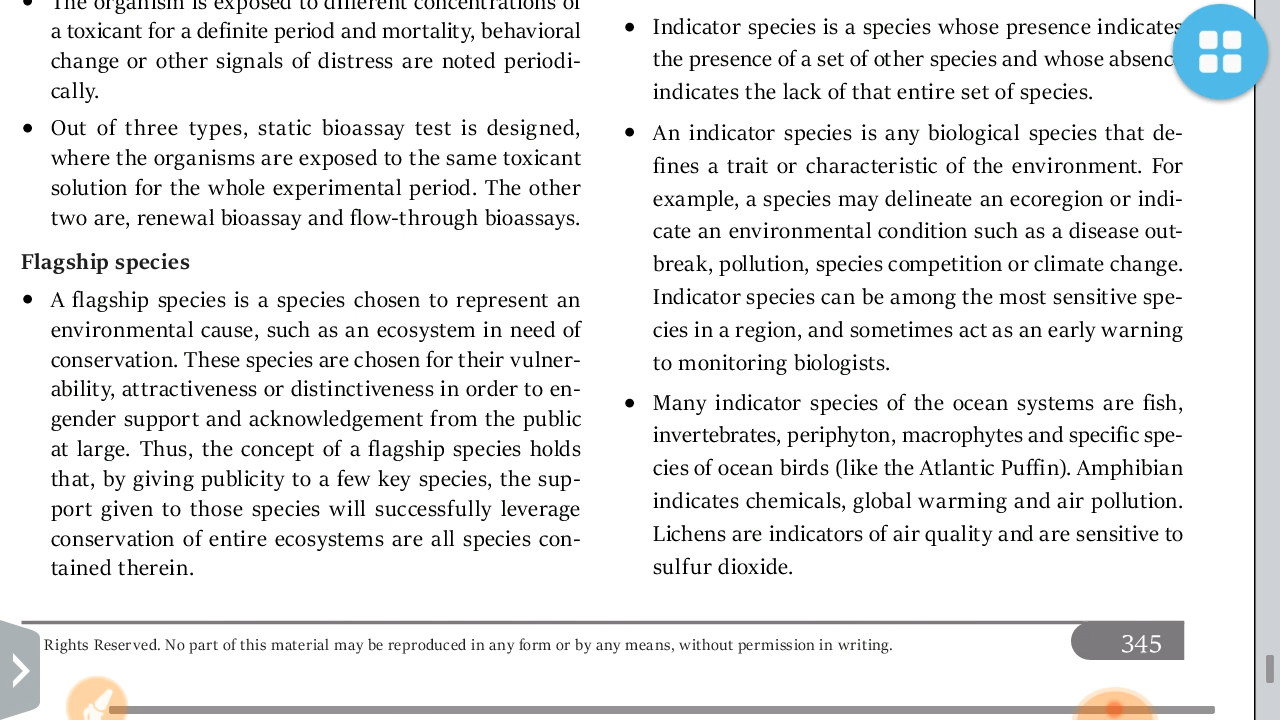 The organism is exposed to different concentrations of
a toxicant for a definite period and mortality, behavioral
change or other signals of distress are noted periodi-
cally.
• Out of three types, static bioassay test is designed,
where the organisms are exposed to the same toxicant
solution for the whole experimental period. The other
two are, renewal bioassay and flow-through bioassays.
Flagship species
• A flagship species is a species chosen to represent an
environmental cause, such as an ecosystem in need of
conservation. These species are chosen for their vulner-
ability, attractiveness or distinctiveness in order to en-
gender support and acknowledgement from the public
at large. Thus, the concept of a flagship species holds
that, by giving publicity to a few key species, the sup-
port given to those species will successfully leverage
conservation of entire ecosystems are all species con-
tained therein.
• Indicator species is a species whose presence indicates
the presence of a set of other species and whose absenc
indicates the lack of that entire set of species.
• An indicator species is any biological species that de-
fines a trait or characteristic of the environment. For
example, a species may delineate an ecoregion or indi-
cate an environmental condition such as a disease out-
break, pollution, species competition or climate change.
Indicator species can be among the most sensitive spe-
cies in a region, and sometimes act as an early warning
to monitoring biologists.
• Many indicator species of the ocean systems are fish,
invertebrates, periphyton, macrophytes and specific spe-
cies of ocean birds (like the Atlantic Puffin). Amphibian
indicates chemicals, global warming and air pollution.
Lichens are indicators of air quality and are sensitive to
sulfur dioxide.
Rights Reserved. No part of this material may be reproduced in any form or by any means, without permission in writing.
345